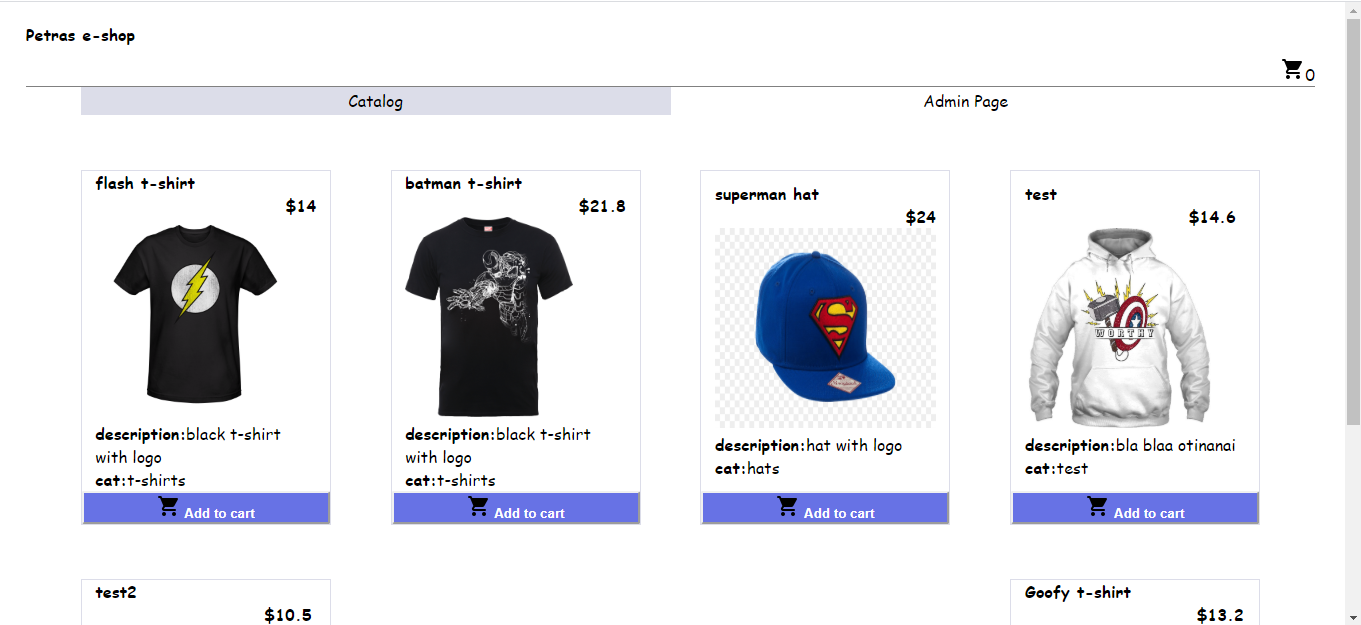 Petras e-shop
0
Catalog
Admin Page
flash t-shirt
$14
description:black t-shirt
with logo
cat:t-shirts
Add to cart
batman t-shirt
$21.8
description:black t-shirt
with logo
cat:t-shirts
Add to cart
superman hat
$24
S
description:hat with logo
cat:hats
Add to cart
test
$14.6
WORTHY
description:bla blaa otinanai
cat:test
Add to cart
test2
$10.5
Goofy t-shirt
$13.2